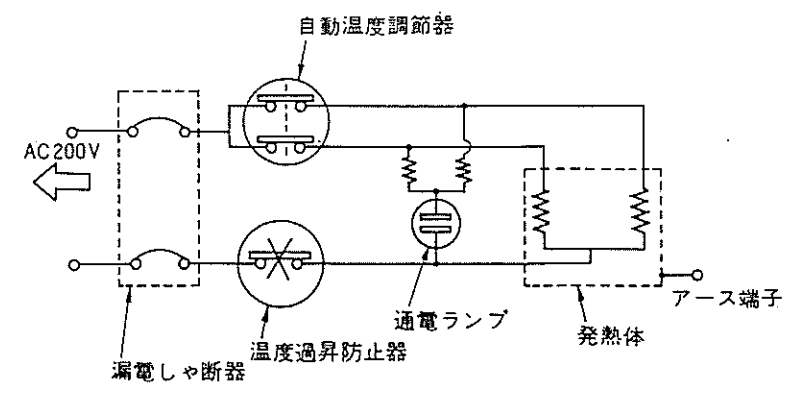 自動温度調節器
AC200V
アース端子
通電ランプ
発熱体
温度過昇防止器
漏電しゃ断器